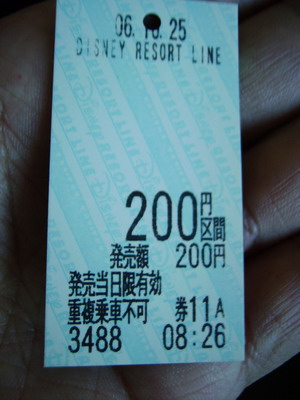 06.10.25
DISNEY RESORT LINE
200円区間
発売額 200円
発売当日限有効
重複乗車不可 券11A
3488 08:26